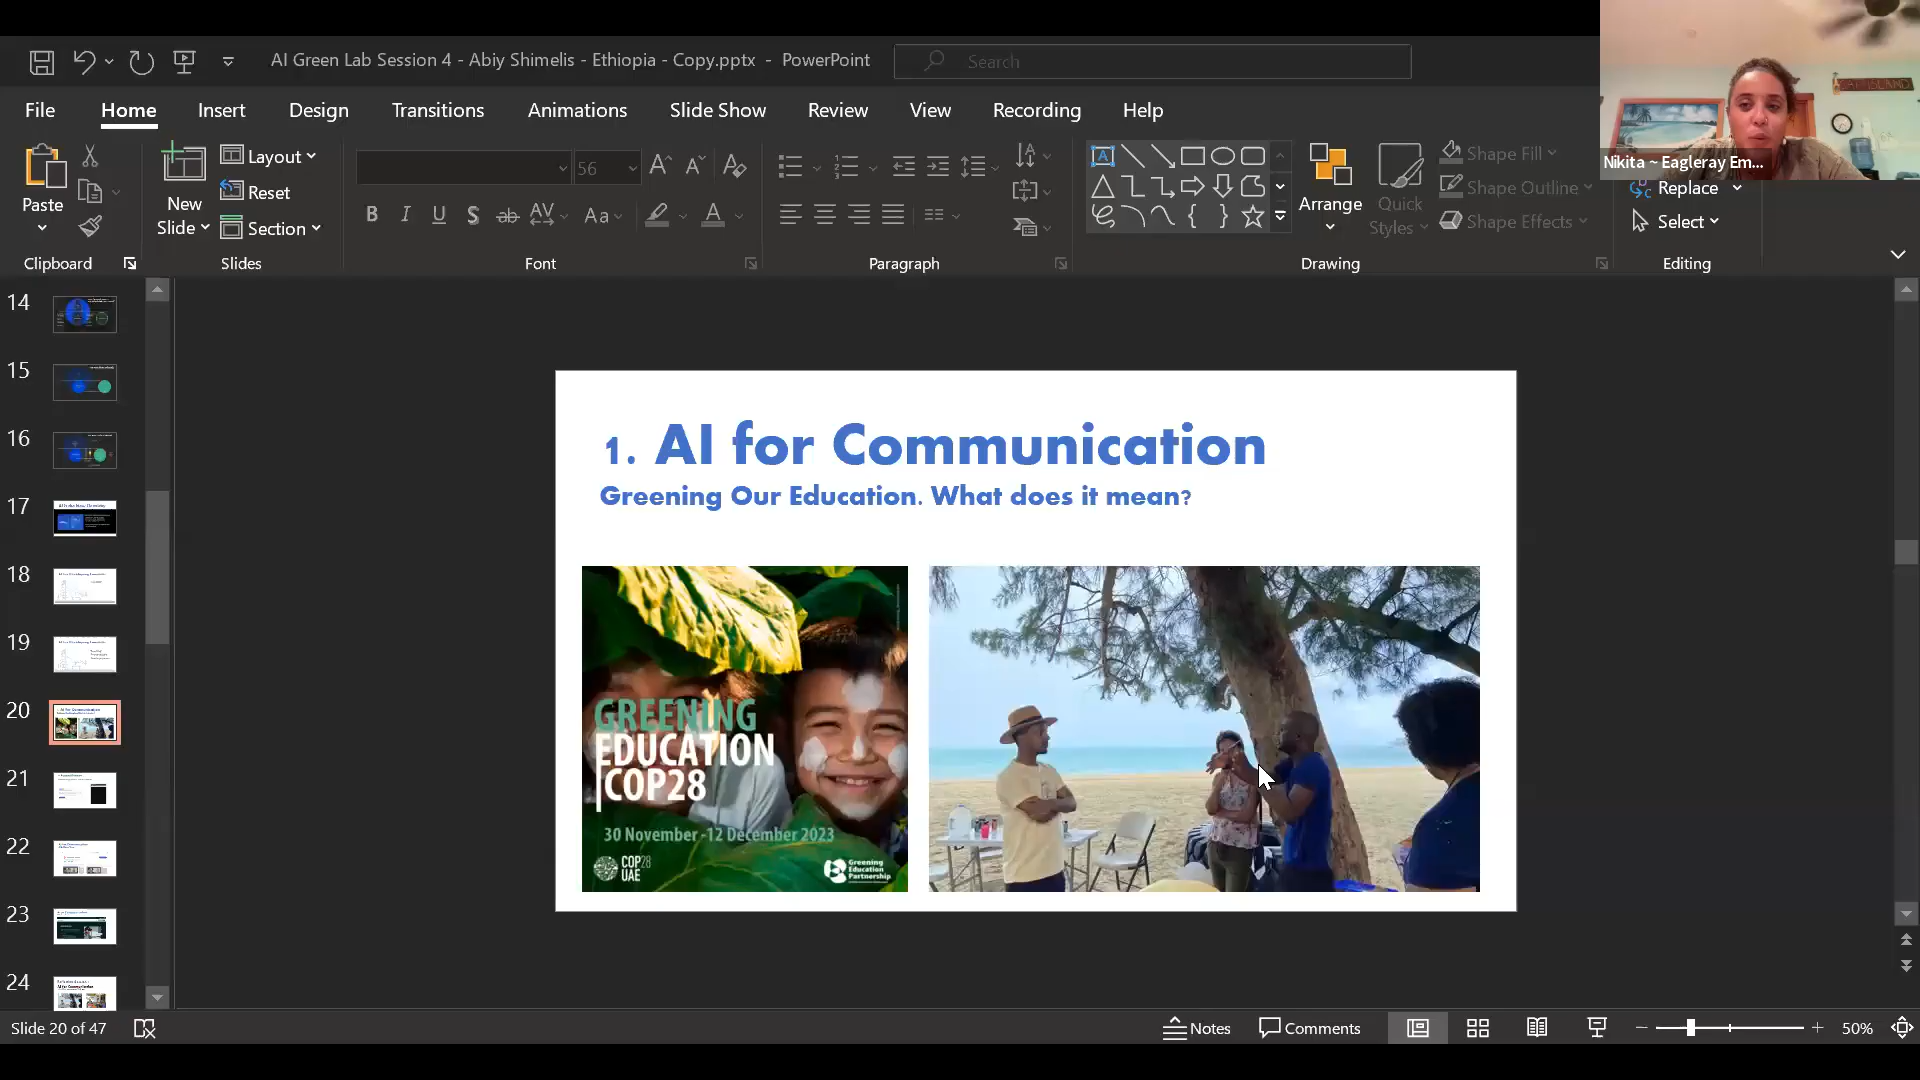 AI Green Lab Session 4 - Abiy Shimelis - Ethiopia - Copy.pptx - PowerPoint
Search
File Home Insert Design Transitions Animations Slide Show Review View Recording Help
Nikita ~ Eagleray Em...
Paste
New
Slide
Layout
Reset
Section
56
Aa
Arrange
Quick
Styles
Shape Fill
Shape Outline
Shape Effects
Replace
Select
Clipboard
Slides
Font
Paragraph
Drawing
Editing
14
15
16
17
18
19
20
21
22
23
24
1. AI for Communication
Greening Our Education. What does it mean?
GREENING
EDUCATION
COP28
30 November -12 December 2023
COP28
UAE
Greening
Education
Partnership
Slide 20 of 47
Notes
Comments
50%